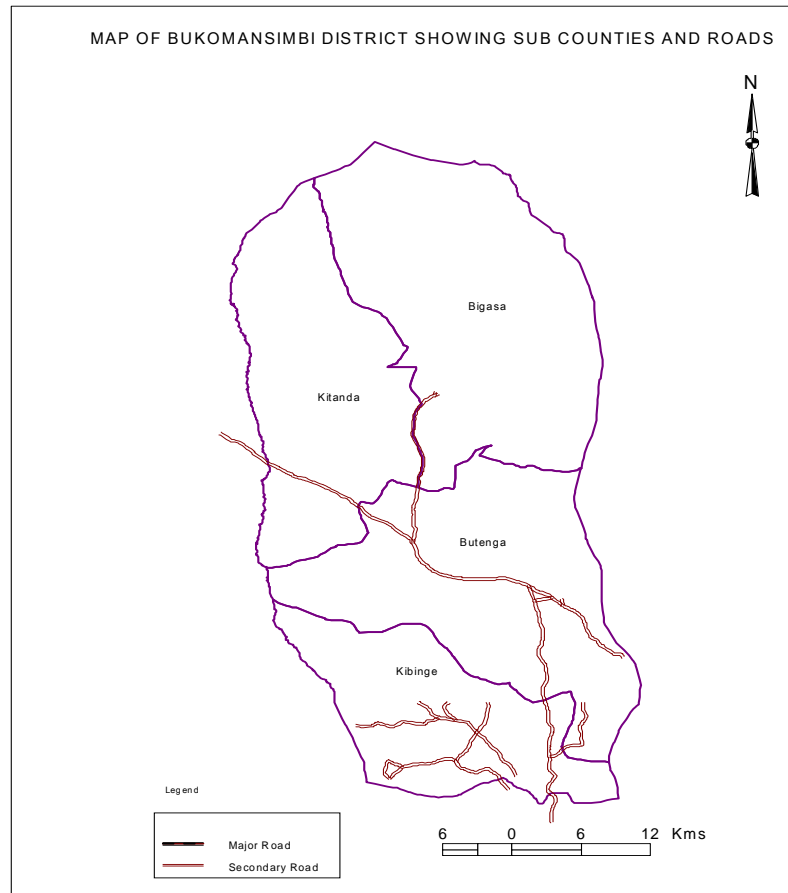 MAP OF BUKOMANSIMBI DISTRICT SHOWING SUB COUNTIES AND ROADS
N
Bigasa
Kitanda
Butenga
Kibinge
Legend
Major Road
Secondary Road
6 0 6 12 Kms